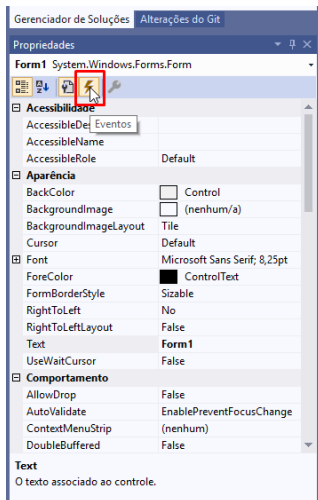 Gerenciador de Soluções Alterações do Git
Propriedades
Form1 System.Windows.Forms.Form
Acessibilidade
AccessibleDes
Eventos
AccessibleName
AccessibleRole Default
Aparência
BackColor Control
BackgroundImage (nenhum/a)
BackgroundImageLayout Tile
Cursor Default
Font Microsoft Sans Serif; 8,25pt
ForeColor ControlText
FormBorderStyle Sizable
RightToLeft No
RightToLeftLayout False
Text Form1
UseWaitCursor False
Comportamento
AllowDrop False
AutoValidate EnablePreventFocusChange
ContextMenuStrip (nenhum)
DoubleBuffered False
Text
O texto associado ao controle.